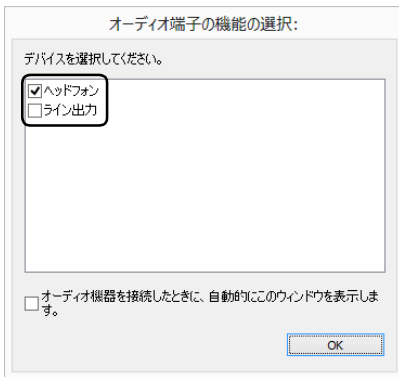 オーディオ端子の機能の選択:
デバイスを選択してください。
ヘッドフォン
ライン出力
オーディオ機器を接続したときに、自動的にこのウィンドウを表示しま
す。
OK